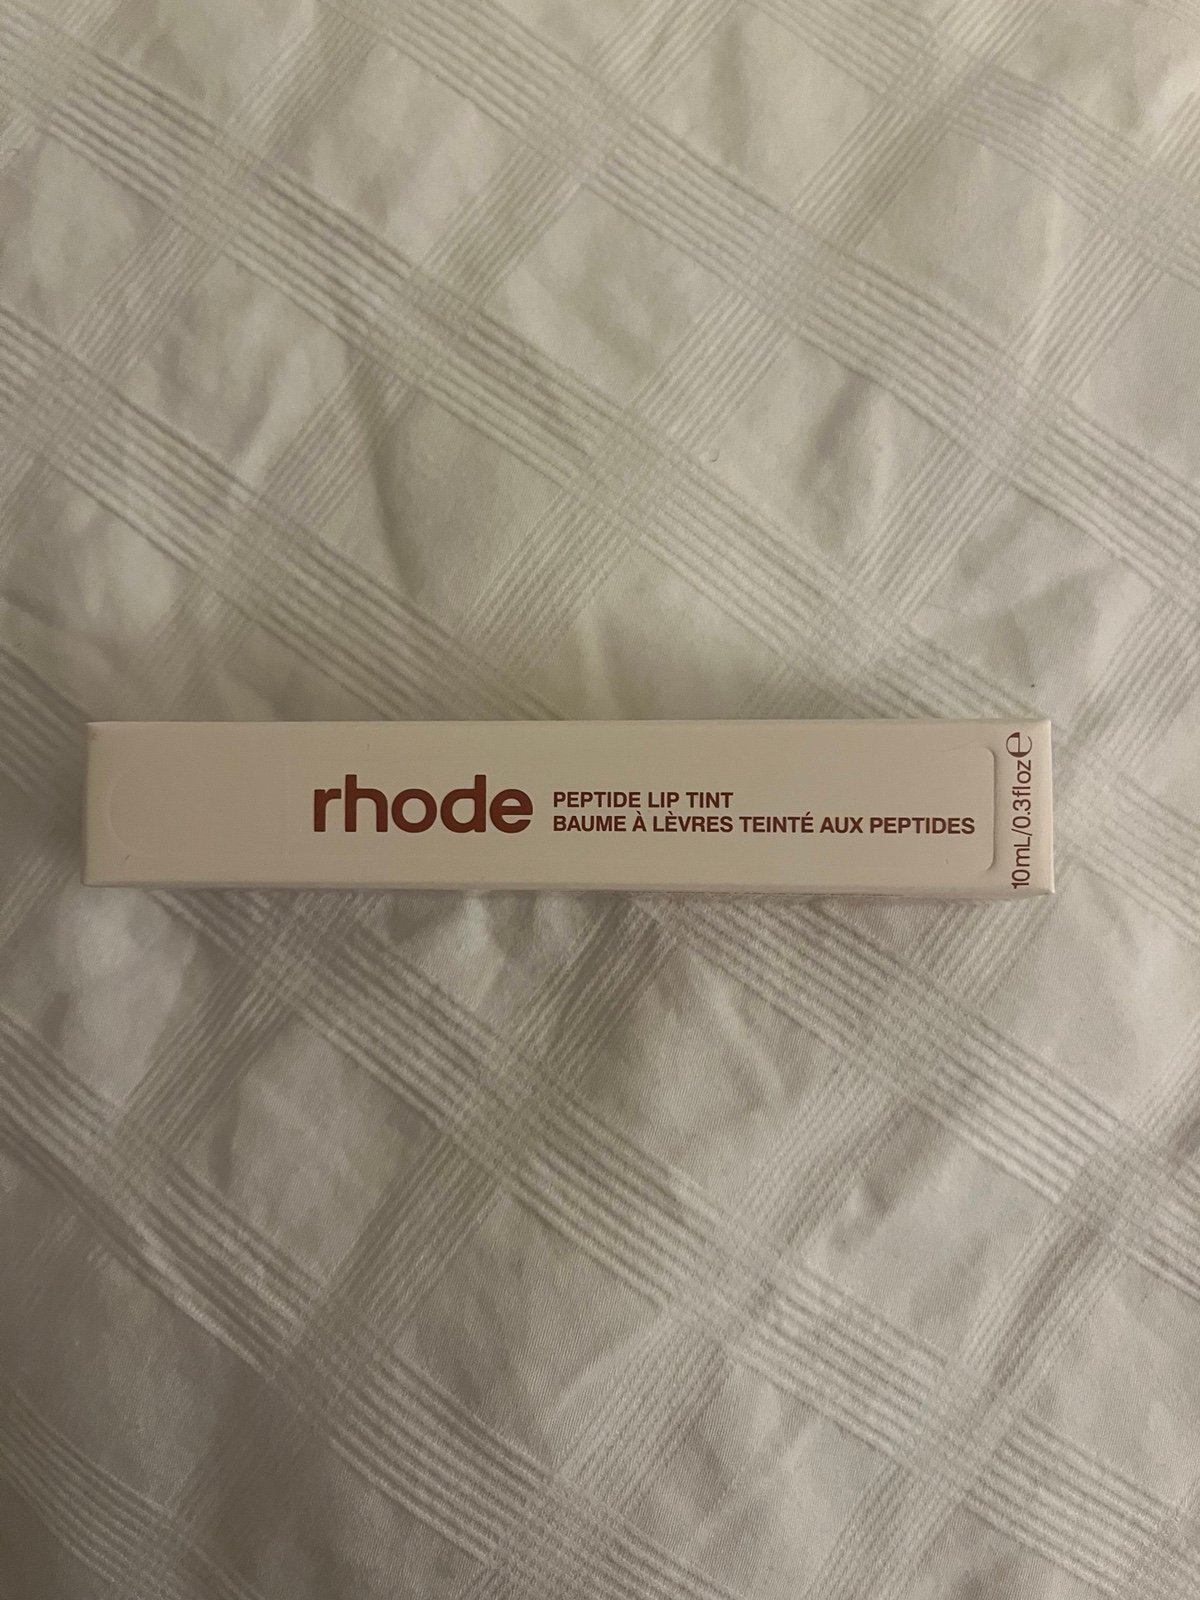 rhode
PEPTIDE LIP TINT
BAUME À LÈVRES TEINTÉ AUX PEPTIDES
10mL/0.3floz℮